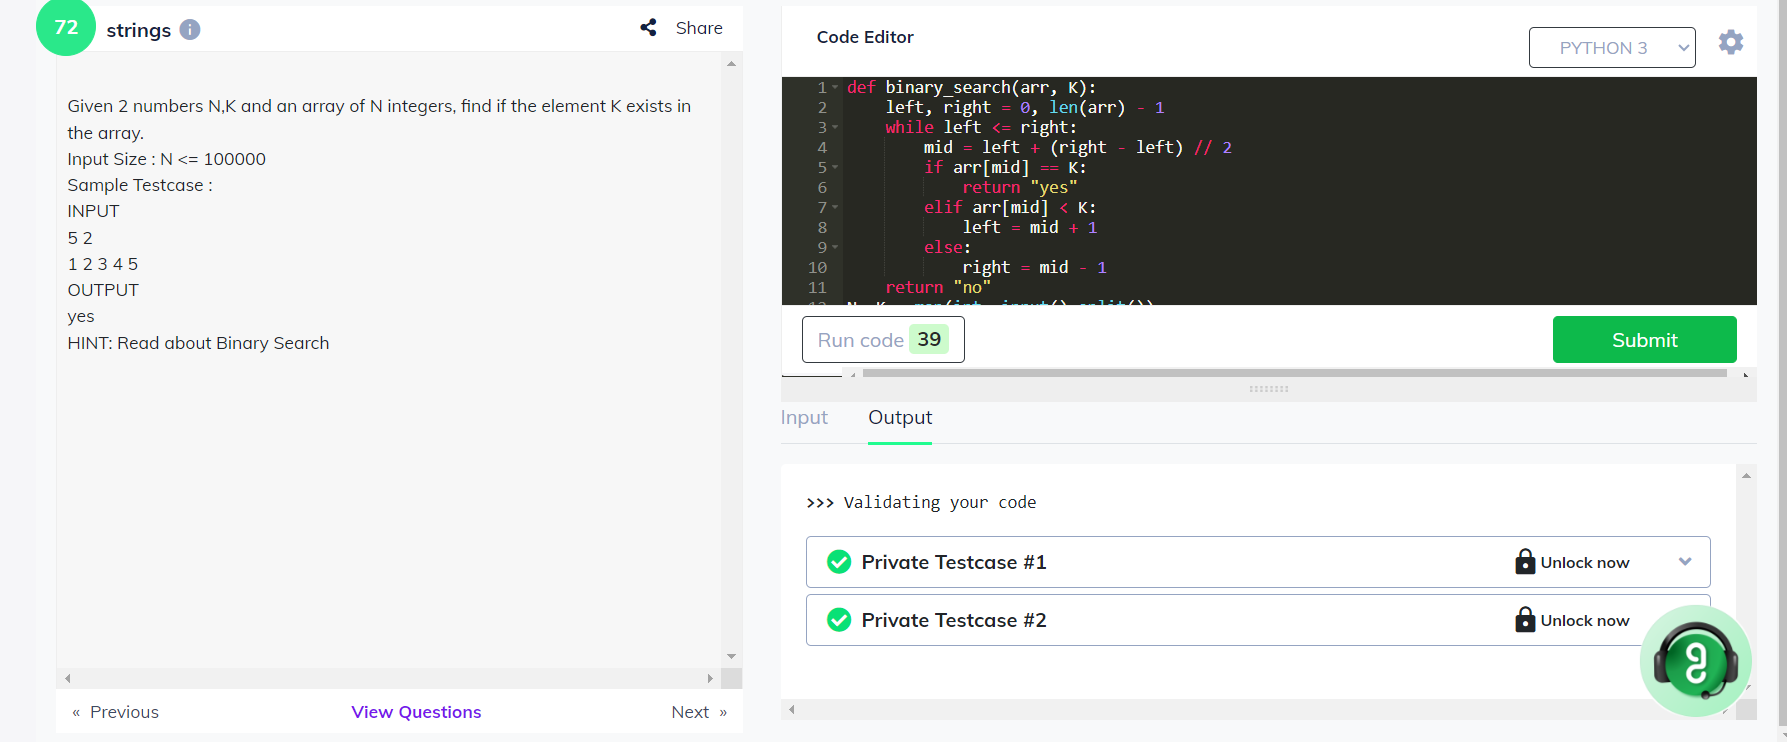 72
strings
Share
Given 2 numbers N,K and an array of N integers, find if the element K exists in
the array.
Input Size : N <= 100000
Sample Testcase :
INPUT
5 2
1 2 3 4 5
OUTPUT
yes
HINT: Read about Binary Search
« Previous
View Questions
Next »
Code Editor
PYTHON 3
1 def binary_search(arr, K):
2 left, right = 0, len(arr) - 1
3 while left <= right:
4 mid = left + (right - left) // 2
5 if arr[mid] == K:
6 return "yes"
7 elif arr[mid] < K:
8 left = mid + 1
9 else:
10 right = mid - 1
11 return "no"
Run code 39
Submit
Input
Output
>>> Validating your code
Private Testcase #1
Unlock now
Private Testcase #2
Unlock now